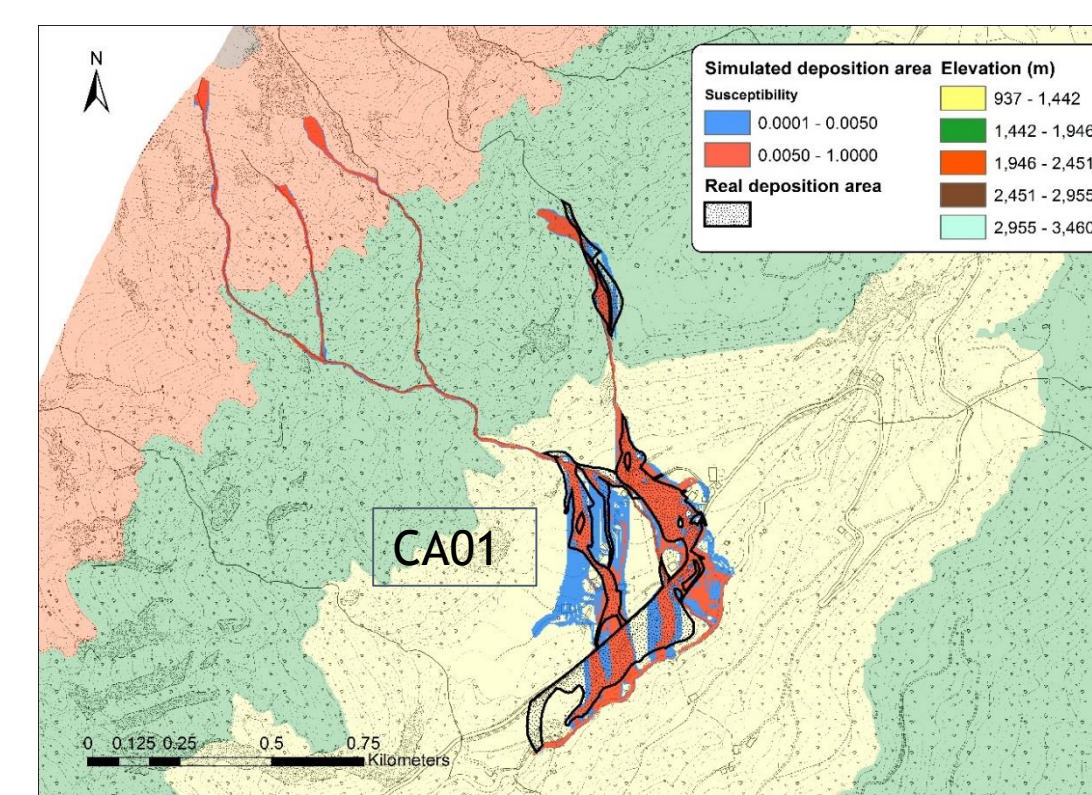 N
Simulated deposition area
Susceptibility
0.0001 - 0.0050
0.0050 - 1.0000
Real deposition area
Elevation (m)
937 - 1,442
1,442 - 1,946
1,946 - 2,451
2,451 - 2,955
2,955 - 3,460
CA01
0 0.125 0.25 0.5 0.75
Kilometers